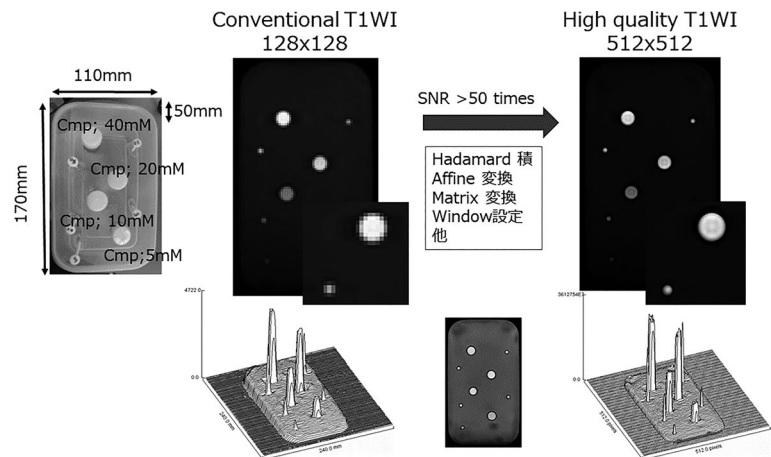 Conventional T1WI
128x128
High quality T1WI
512x512
110mm
50mm
170mm
Cmp; 40mM
Cmp; 20mM
Cmp; 10mM
Cmp;5mM
SNR >50 times
Hadamard 積
Affine 変換
Matrix 変換
Window設定
他
4722.0
0.0
240.0 mm
240.0 mm
0.0
512.0 pixels
512.0 pixels